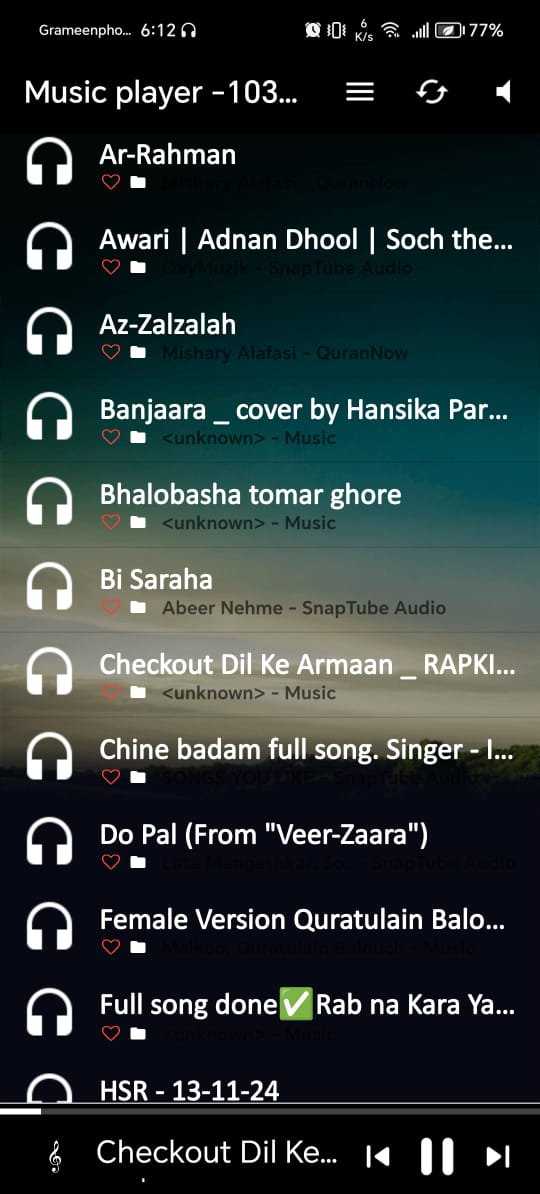 Grameenpho... 6:12 6 K/s 77%
Music player -103...
Ar-Rahman
Mishary Alafasi - QuranNow
Awari | Adnan Dhool | Soch the...
OxyMuzik - SnapTube Audio
Az-Zalzalah
Mishary Alafasi - QuranNow
Banjaara _ cover by Hansika Par...
<unknown> - Music
Bhalobasha tomar ghore
<unknown> - Music
Bi Saraha
Abeer Nehme - SnapTube Audio
Checkout Dil Ke Armaan _ RAPKI...
<unknown> - Music
Chine badam full song. Singer - I...
SONGS YOU LIKE - SnapTube Audio
Do Pal (From "Veer-Zaara")
Lata Mangeshkar, So... - SnapTube Audio
Female Version Quratulain Balo...
Malkoo, Quratulain Balouch - Music
Full song done✅Rab na Kara Ya...
<unknown> - Music
HSR - 13-11-24
Checkout Dil Ke...